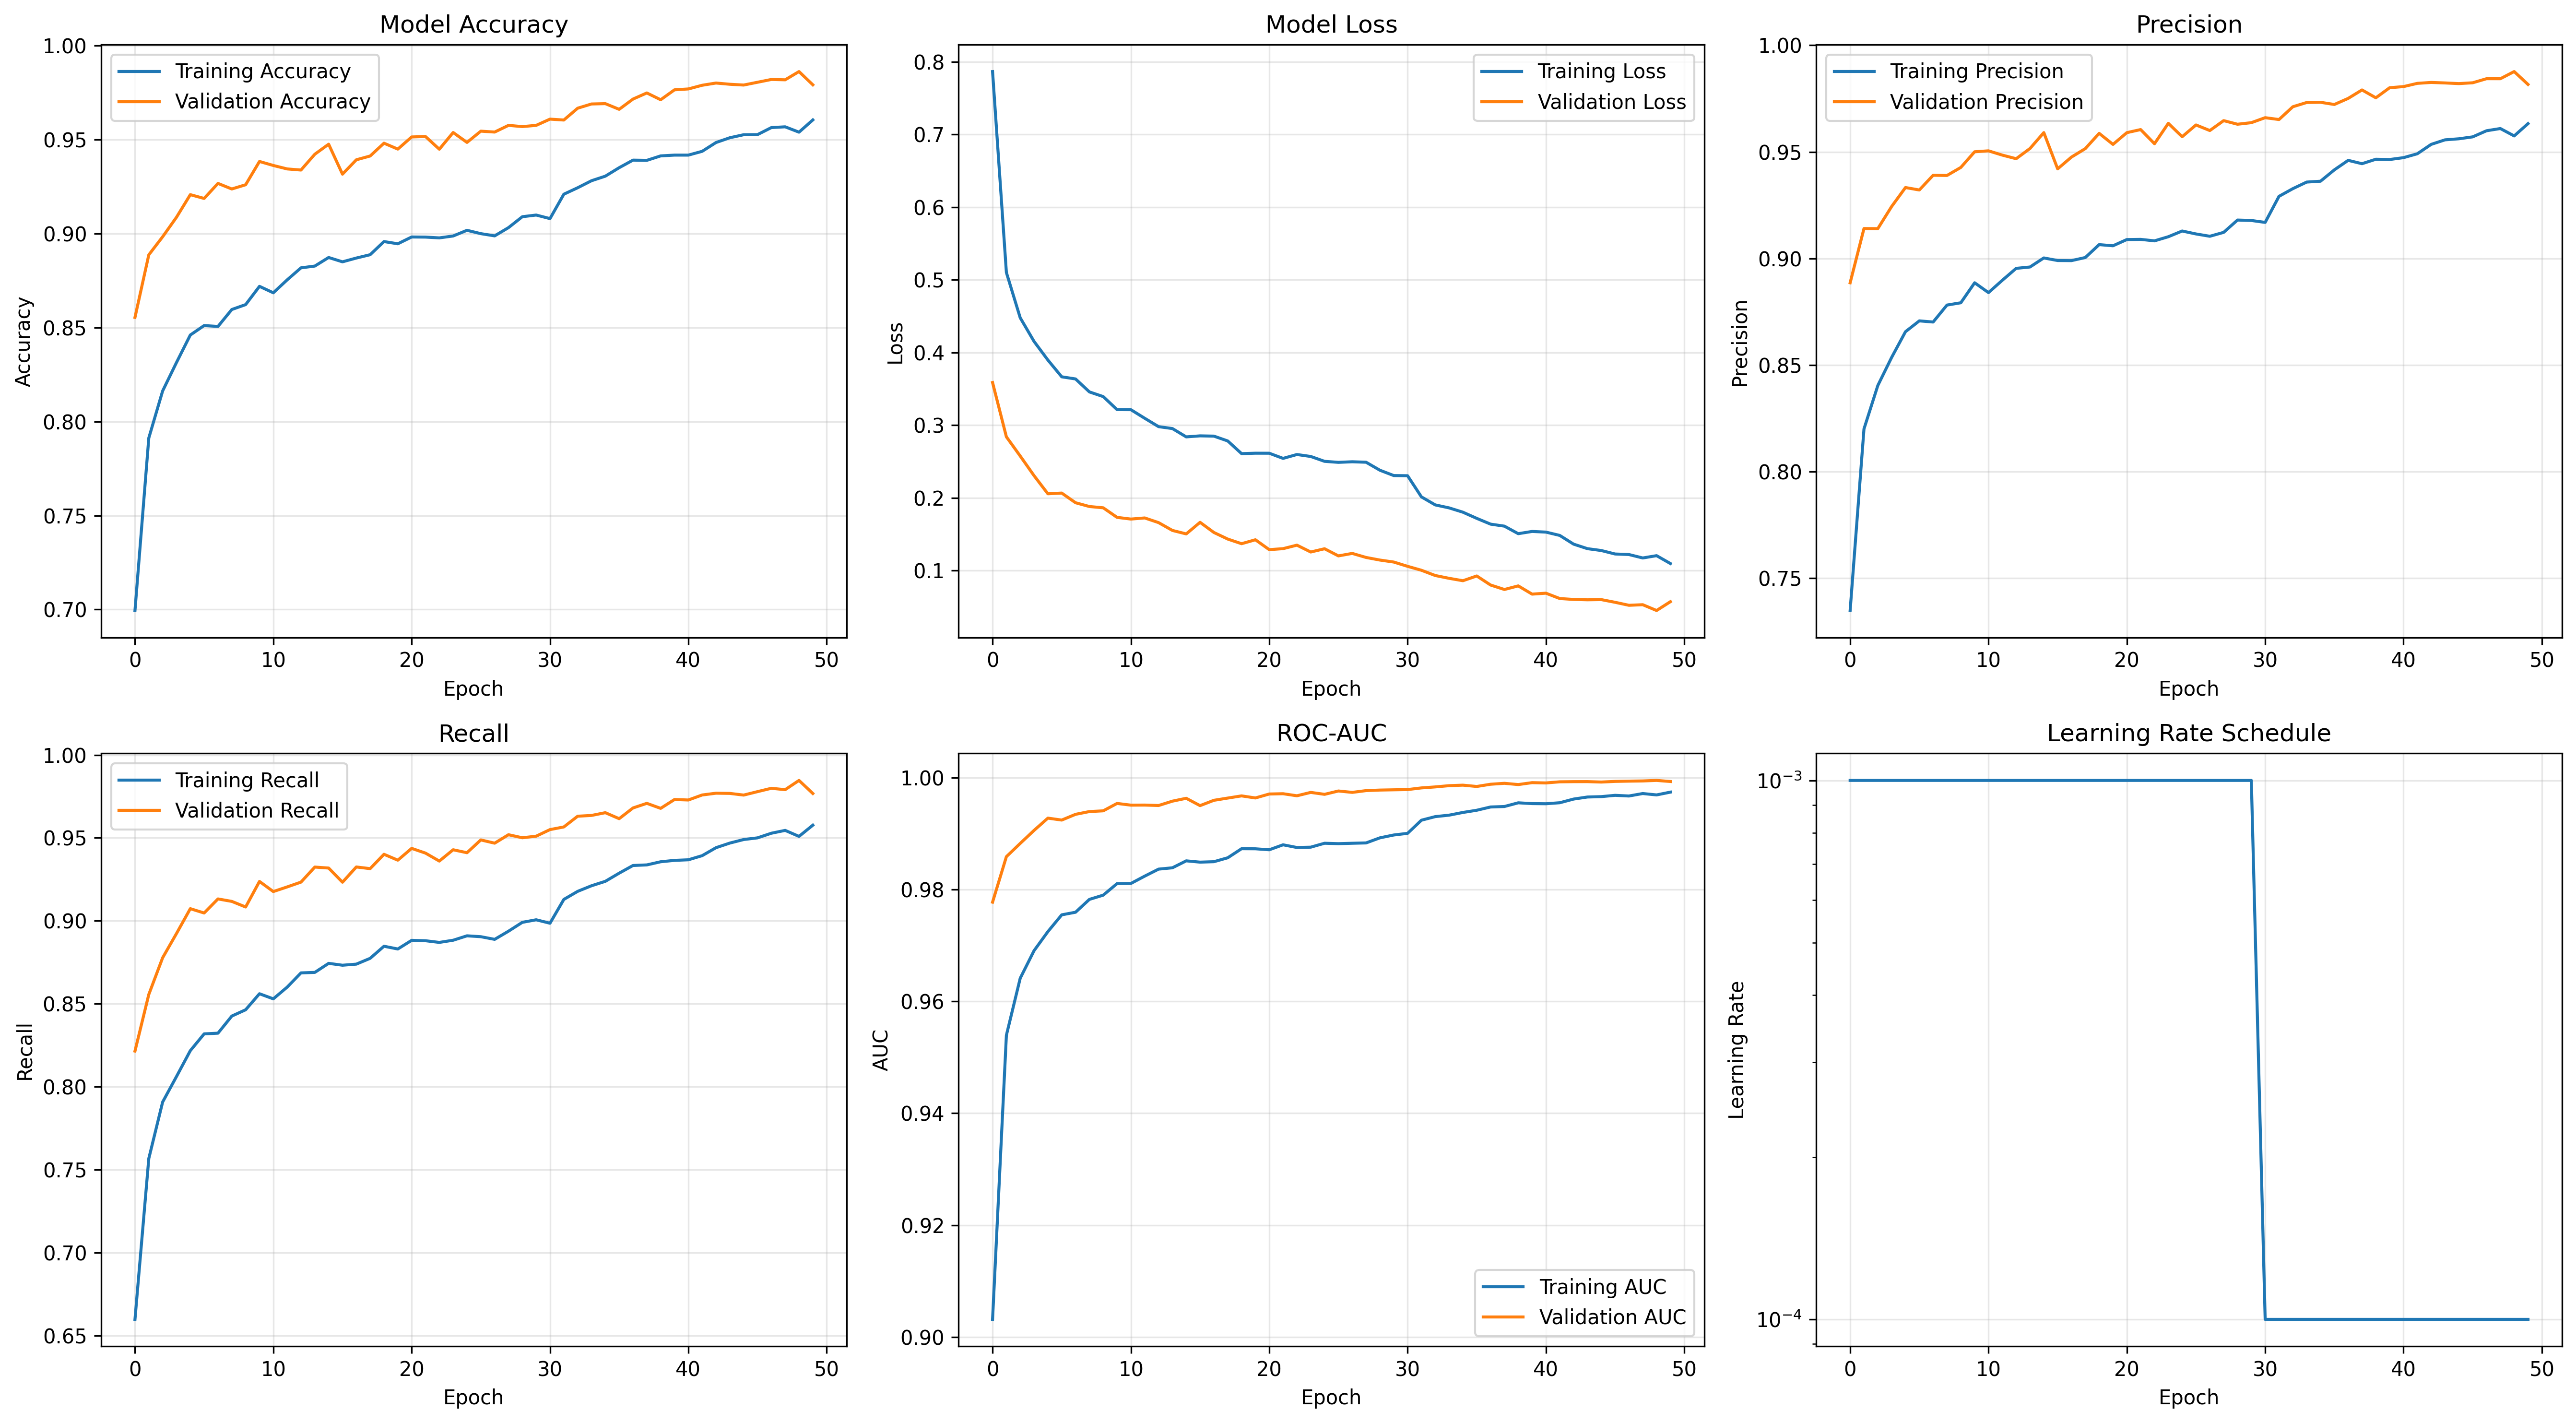 Model Accuracy
1.00
0.95
0.90
0.85
0.80
0.75
0.70
Accuracy
Training Accuracy
Validation Accuracy
0 10 20 30 40 50
Epoch
Model Loss
0.8
0.7
0.6
0.5
0.4
0.3
0.2
0.1
Loss
Training Loss
Validation Loss
0 10 20 30 40 50
Epoch
Precision
1.00
0.95
0.90
0.85
0.80
0.75
Precision
Training Precision
Validation Precision
0 10 20 30 40 50
Epoch
Recall
1.00
0.95
0.90
0.85
0.80
0.75
0.70
0.65
Recall
Training Recall
Validation Recall
0 10 20 30 40 50
Epoch
ROC-AUC
1.00
0.98
0.96
0.94
0.92
0.90
AUC
Training AUC
Validation AUC
0 10 20 30 40 50
Epoch
Learning Rate Schedule
10⁻³
10⁻⁴
Learning Rate
0 10 20 30 40 50
Epoch